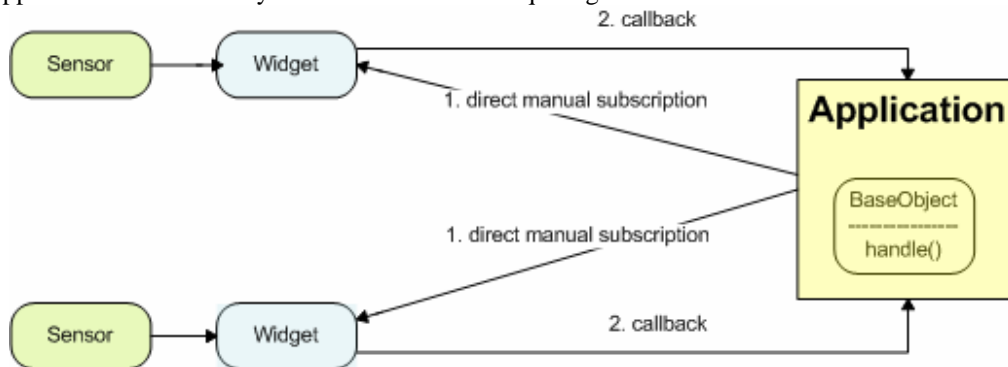 2. callback
Sensor
Widget
1. direct manual subscription
Application
BaseObject
----------------
handle()
1. direct manual subscription
Sensor
Widget
2. callback